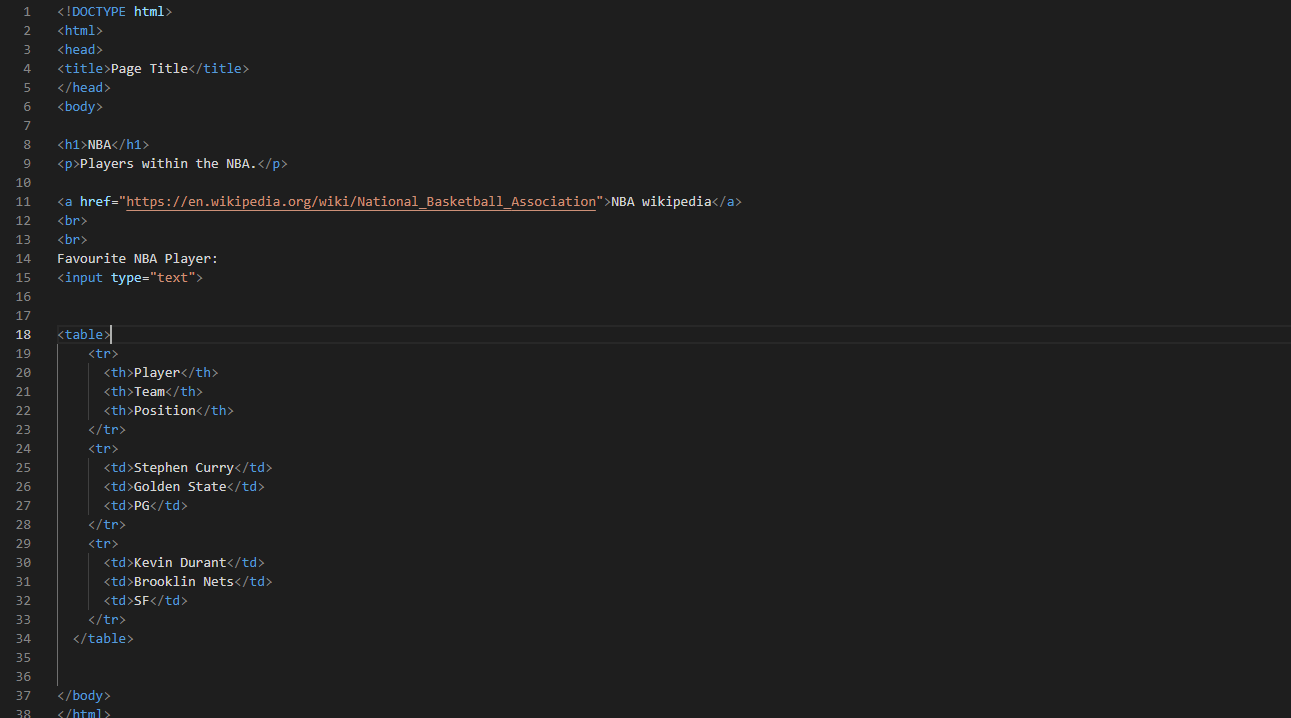 1 <!DOCTYPE html>
2 <html>
3 <head>
4 <title>Page Title</title>
5 </head>
6 <body>
7
8 <h1>NBA</h1>
9 <p>Players within the NBA.</p>
10
11 <a href="https://en.wikipedia.org/wiki/National_Basketball_Association">NBA wikipedia</a>
12 <br>
13 <br>
14 Favourite NBA Player:
15 <input type="text">
16
17
18 <table>
19     <tr>
20       <th>Player</th>
21       <th>Team</th>
22       <th>Position</th>
23     </tr>
24     <tr>
25       <td>Stephen Curry</td>
26       <td>Golden State</td>
27       <td>PG</td>
28     </tr>
29     <tr>
30       <td>Kevin Durant</td>
31       <td>Brooklin Nets</td>
32       <td>SF</td>
33     </tr>
34   </table>
35
36
37 </body>
38 </html>